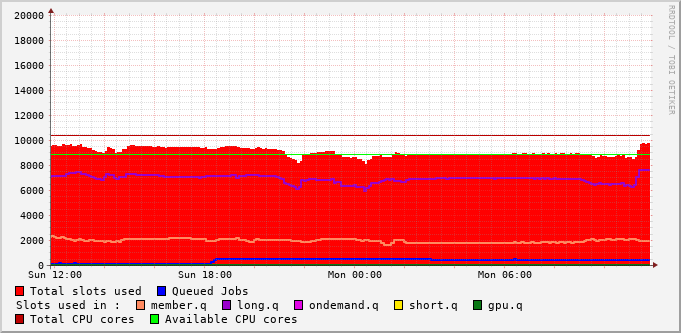 RRDTOOL / TOBI OETIKER
20000
18000
16000
14000
12000
10000
8000
6000
4000
2000
0
Sun 12:00 Sun 18:00 Mon 00:00 Mon 06:00
Total slots used Queued Jobs
Slots used in : member.q long.q ondemand.q short.q gpu.q
Total CPU cores Available CPU cores